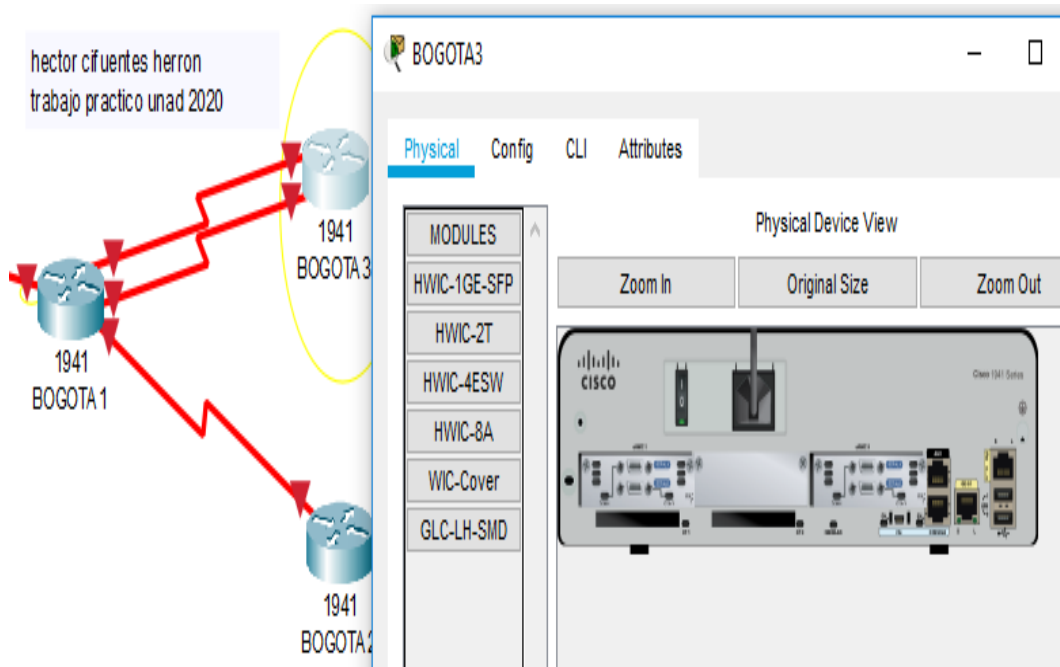 hector cifuentes herron
trabajo practico unad 2020
1941
BOGOTA 3
1941
BOGOTA 1
1941
BOGOTA 2
BOGOTA3
Physical Config CLI Attributes
MODULES
HWIC-1GE-SFP
HWIC-2T
HWIC-4ESW
HWIC-8A
WIC-Cover
GLC-LH-SMD
Physical Device View
Zoom In Original Size Zoom Out
CISCO
Cisco 1941 Series